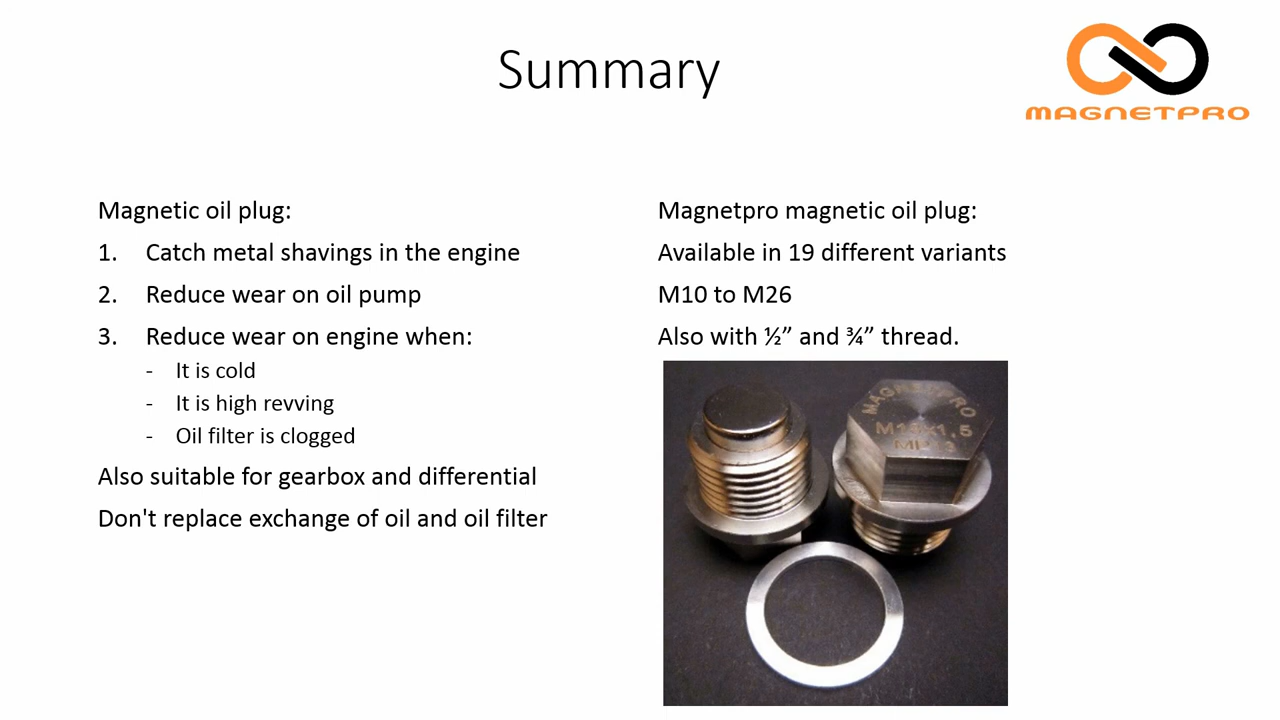 Summary
MAGNETPRO
Magnetic oil plug:
1. Catch metal shavings in the engine
2. Reduce wear on oil pump
3. Reduce wear on engine when:
- It is cold
- It is high revving
- Oil filter is clogged
Also suitable for gearbox and differential
Don't replace exchange of oil and oil filter
Magnetpro magnetic oil plug:
Available in 19 different variants
M10 to M26
Also with ½” and ¾” thread.
MAGNETPRO